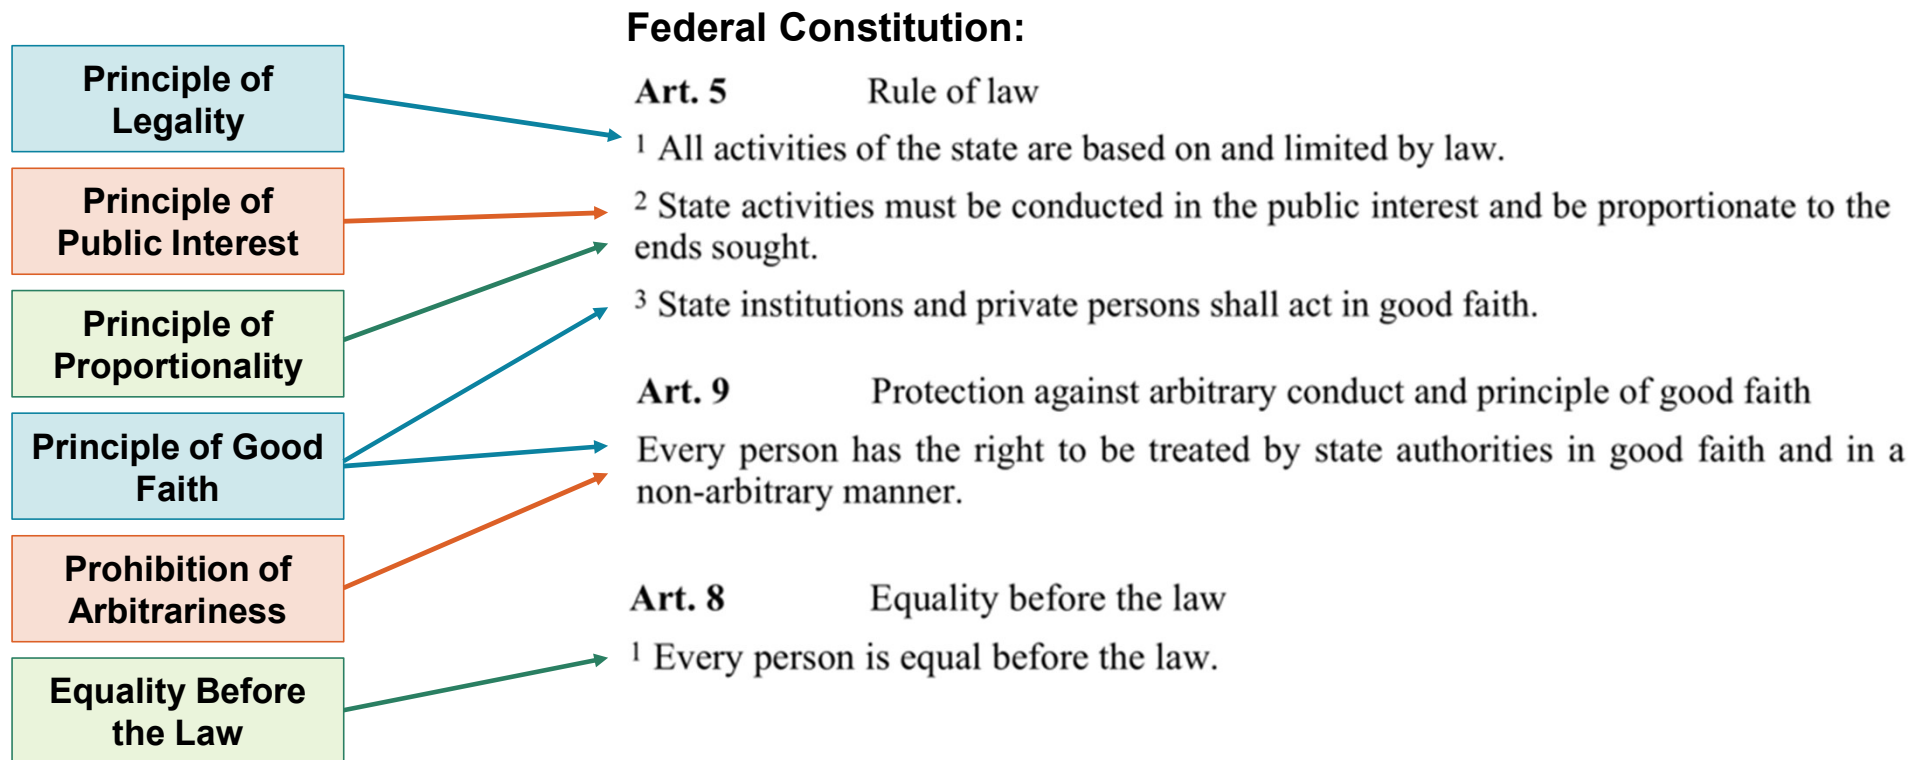 Federal Constitution:
Principle of
Legality
Principle of
Public Interest
Principle of
Proportionality
Principle of Good
Faith
Prohibition of
Arbitrariness
Equality Before
the Law
Art. 5 Rule of law
1 All activities of the state are based on and limited by law.
2 State activities must be conducted in the public interest and be proportionate to the
ends sought.
3 State institutions and private persons shall act in good faith.
Art. 9 Protection against arbitrary conduct and principle of good faith
Every person has the right to be treated by state authorities in good faith and in a
non-arbitrary manner.
Art. 8 Equality before the law
1 Every person is equal before the law.